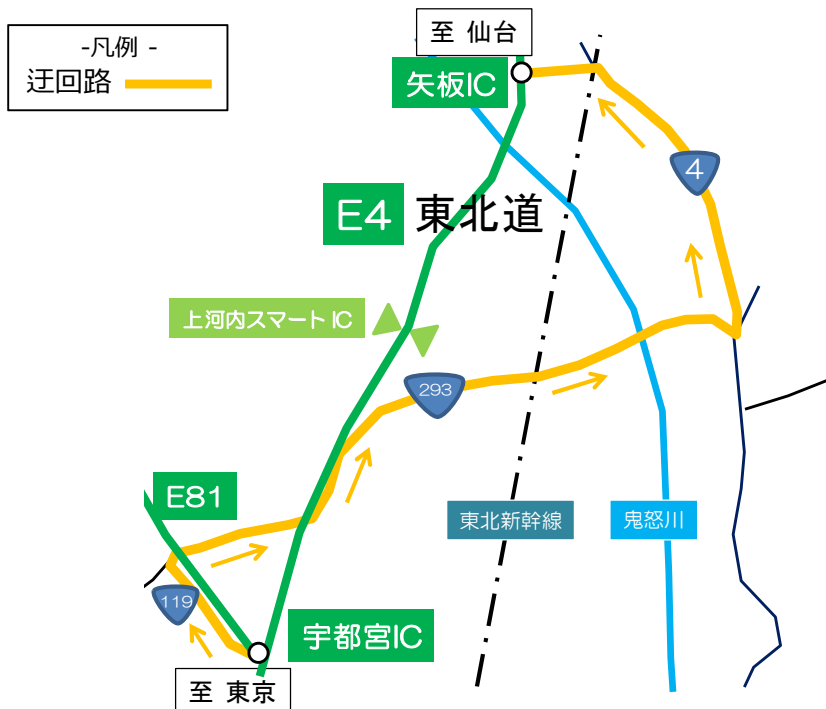 -凡例 -
迂回路
至 仙台
矢板IC
4
E4 東北道
上河内スマートIC
293
E81
東北新幹線
鬼怒川
119
宇都宮IC
至 東京